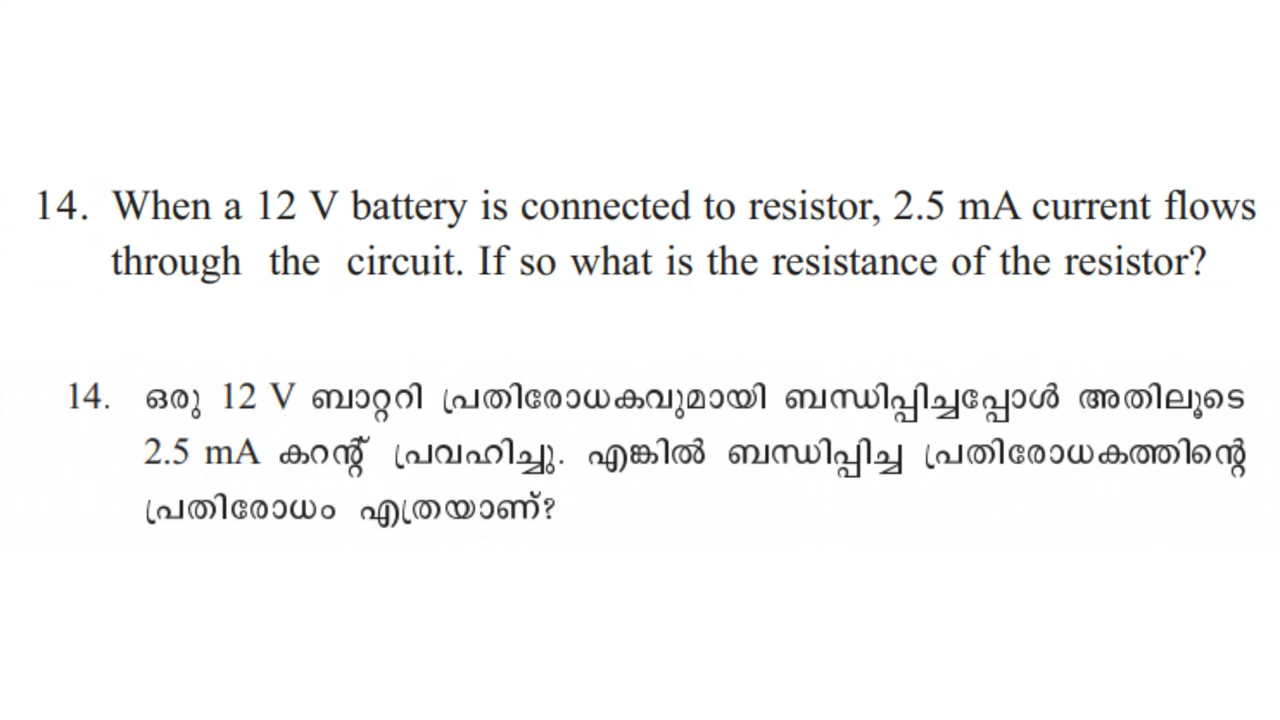 14. When a 12 V battery is connected to resistor, 2.5 mA current flows
through the circuit. If so what is the resistance of the resistor?
14. ഒരു 12 V ബാറ്ററി പ്രതിരോധകവുമായി ബന്ധിപ്പിച്ചപ്പോൾ അതിലൂടെ
2.5 mA കറന്റ് പ്രവഹിച്ചു. എങ്കിൽ ബന്ധിപ്പിച്ച പ്രതിരോധകത്തിന്റെ
പ്രതിരോധം എത്രയാണ്?